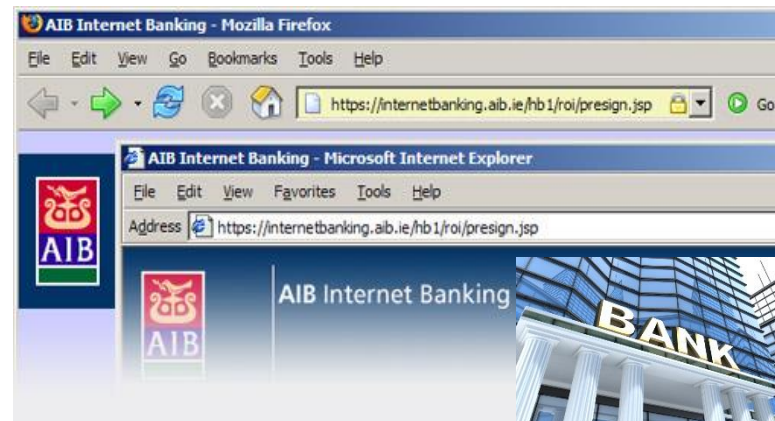 AIB Internet Banking - Mozilla Firefox
File Edit View Go Bookmarks Tools Help
https://internetbanking.aib.ie/hb1/roi/presign.jsp Go
AIB Internet Banking - Microsoft Internet Explorer
File Edit View Favorites Tools Help
Address https://internetbanking.aib.ie/hb1/roi/presign.jsp
AIB
AIB Internet Banking
AIB
BANK